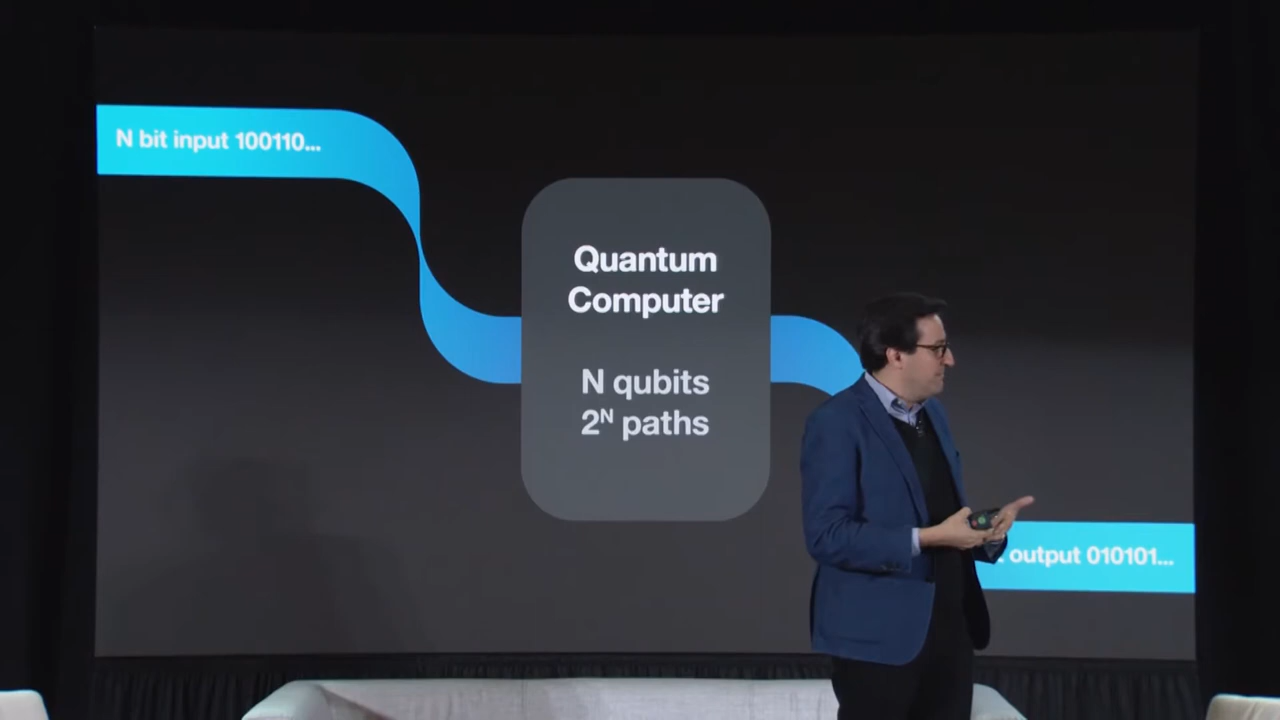 N bit input 100110...
Quantum
Computer
N qubits
2ᴺ paths
output 010101...